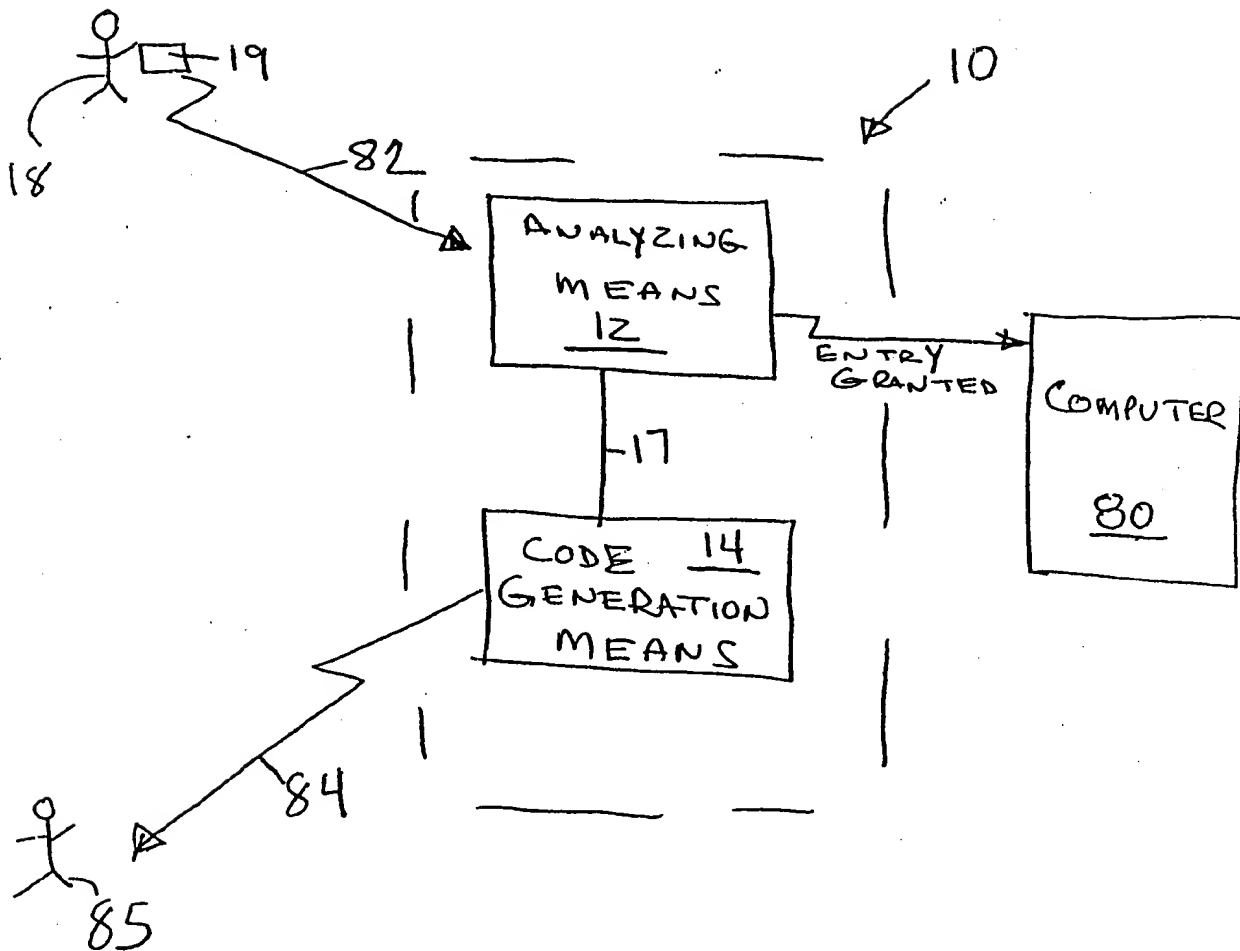 19
10
18
82
ANALYZING
MEANS
12
ENTRY
GRANTED
COMPUTER
80
17
CODE 14
GENERATION
MEANS
84
85